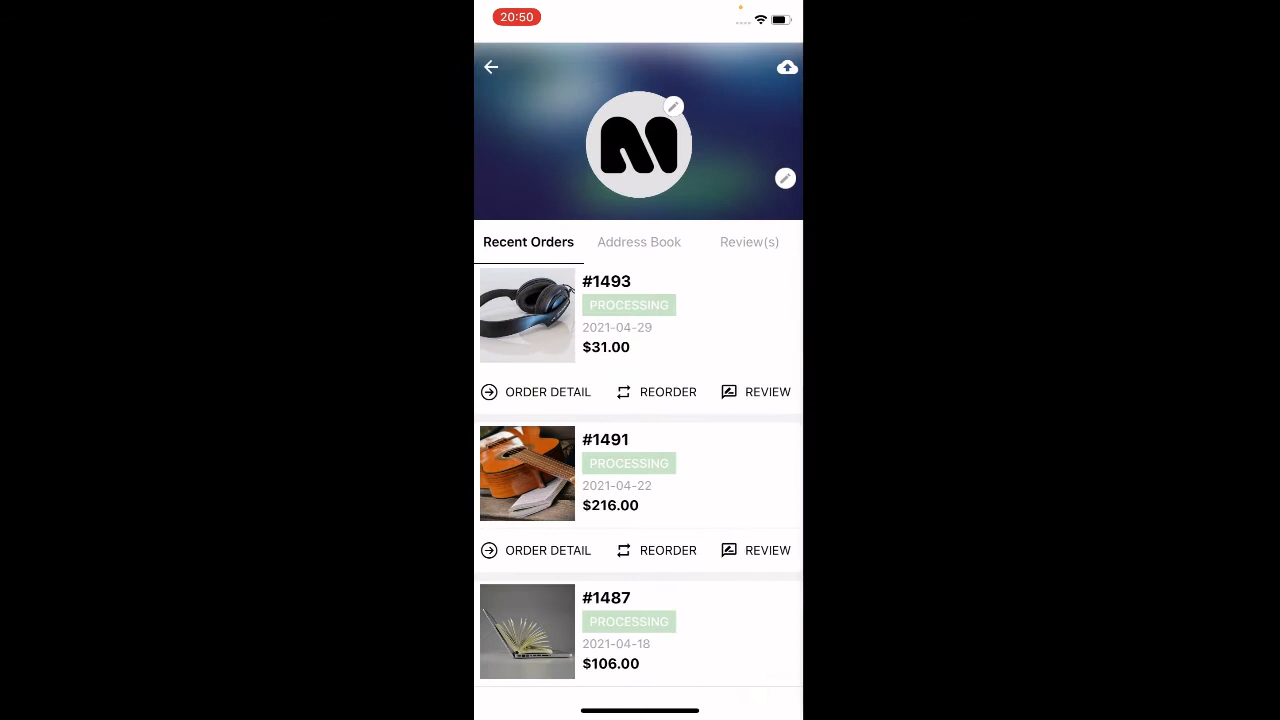 20:50
Recent Orders Address Book Review(s)
#1493
PROCESSING
2021-04-29
$31.00
ORDER DETAIL REORDER REVIEW
#1491
PROCESSING
2021-04-22
$216.00
ORDER DETAIL REORDER REVIEW
#1487
PROCESSING
2021-04-18
$106.00